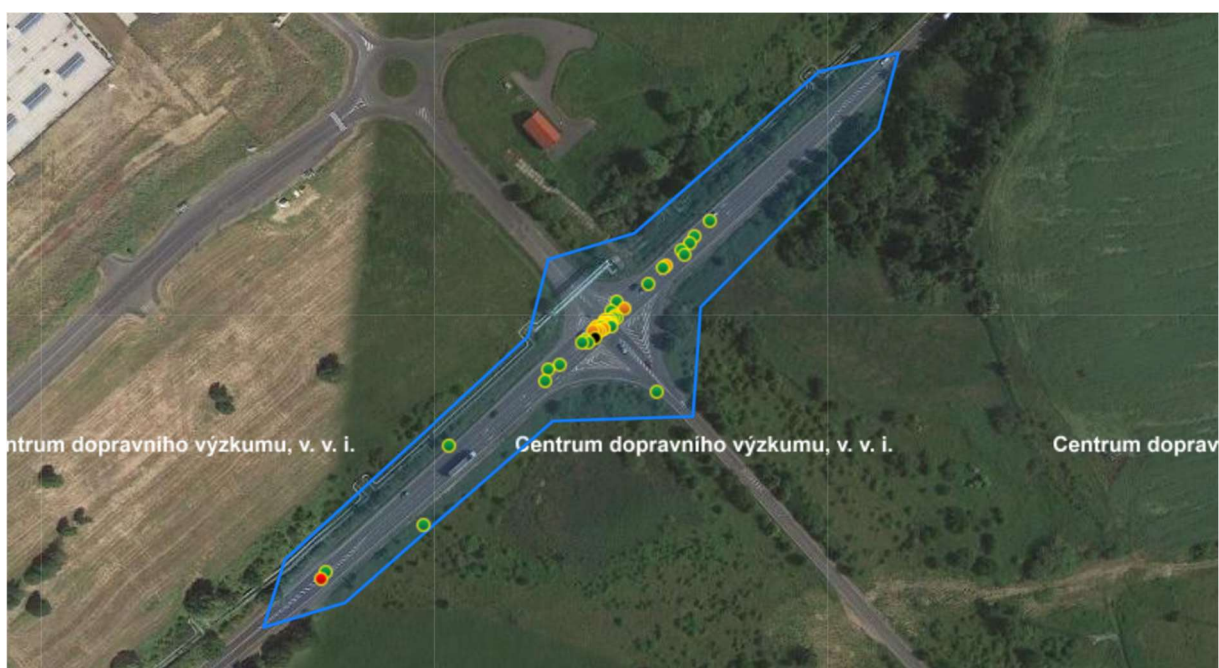 ntrum dopravního výzkumu, v. v. i.
Centrum dopravního výzkumu, v. v. i.
Centrum doprav